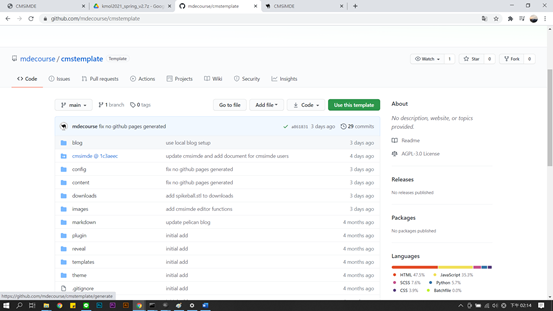 CMSIMDE
kmol2021_spring_v2.7z - Goog
mdecourse/cmstemplate
CMSIMDE
github.com/mdecourse/cmstemplate
mdecourse / cmstemplate
Template
Watch
1
Star
0
Fork
0
Code
Issues
Pull requests
Actions
Projects
Wiki
Security
Insights
main
1 branch
0 tags
Go to file
Add file
Code
Use this template
mdecourse fix no github pages generated
3 days ago
29 commits
blog
use local blog setup
3 days ago
cmsimde @ 1c3aeec
update cmsimde and add document for cmsimde users
4 days ago
config
fix no github pages generated
3 days ago
content
fix no github pages generated
3 days ago
downloads
add spikeball.stl to downloads
3 days ago
images
add cmsimde editor functions
3 days ago
markdown
update pelican blog
4 months ago
plugin
initial add
4 months ago
reveal
initial add
4 months ago
templates
initial add
4 months ago
theme
initial add
4 months ago
.gitignore
initial add
4 months ago
About
No description, website, or topics
provided.
Readme
AGPL-3.0 License
Releases
No releases published
Packages
No packages published
Languages
HTML 47.5%
JavaScript
SCSS 7.6%
Python 5.7%
CSS 2.9%
Batchfile 0.0%
https://github.com/mdecourse/cmstemplate/generate
下午 02:14